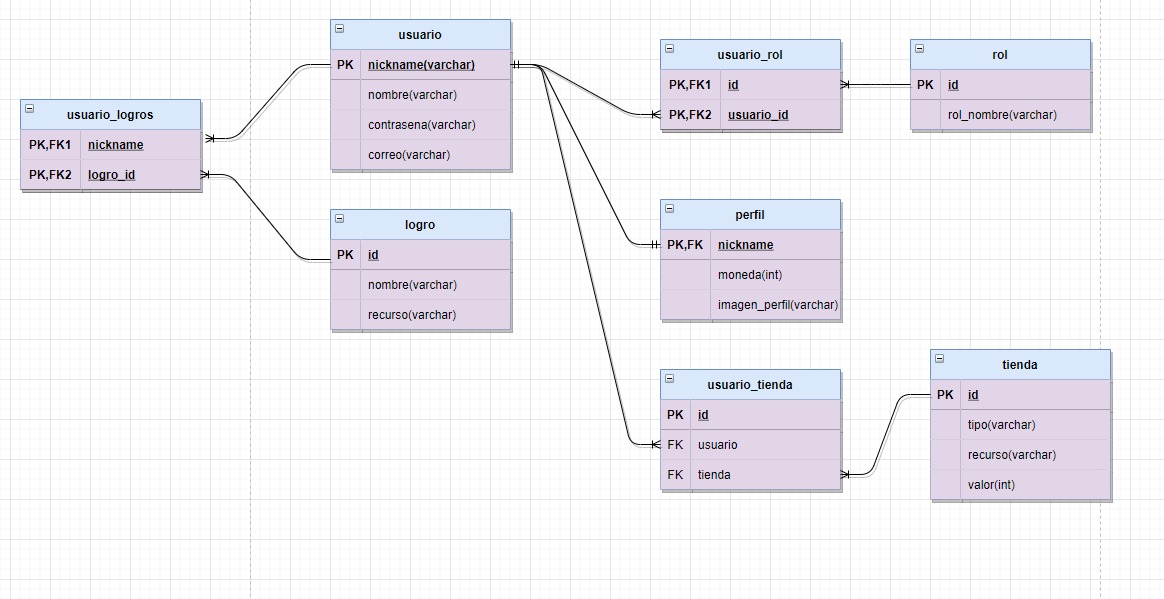 usuario
PK nickname(varchar)
nombre(varchar)
contrasena(varchar)
correo(varchar)
usuario_rol
PK,FK1 id
PK,FK2 usuario_id
rol
PK id
rol_nombre(varchar)
usuario_logros
PK,FK1 nickname
PK,FK2 logro_id
logro
PK id
nombre(varchar)
recurso(varchar)
perfil
PK,FK nickname
moneda(int)
imagen_perfil(varchar)
usuario_tienda
PK id
FK usuario
FK tienda
tienda
PK id
tipo(varchar)
recurso(varchar)
valor(int)